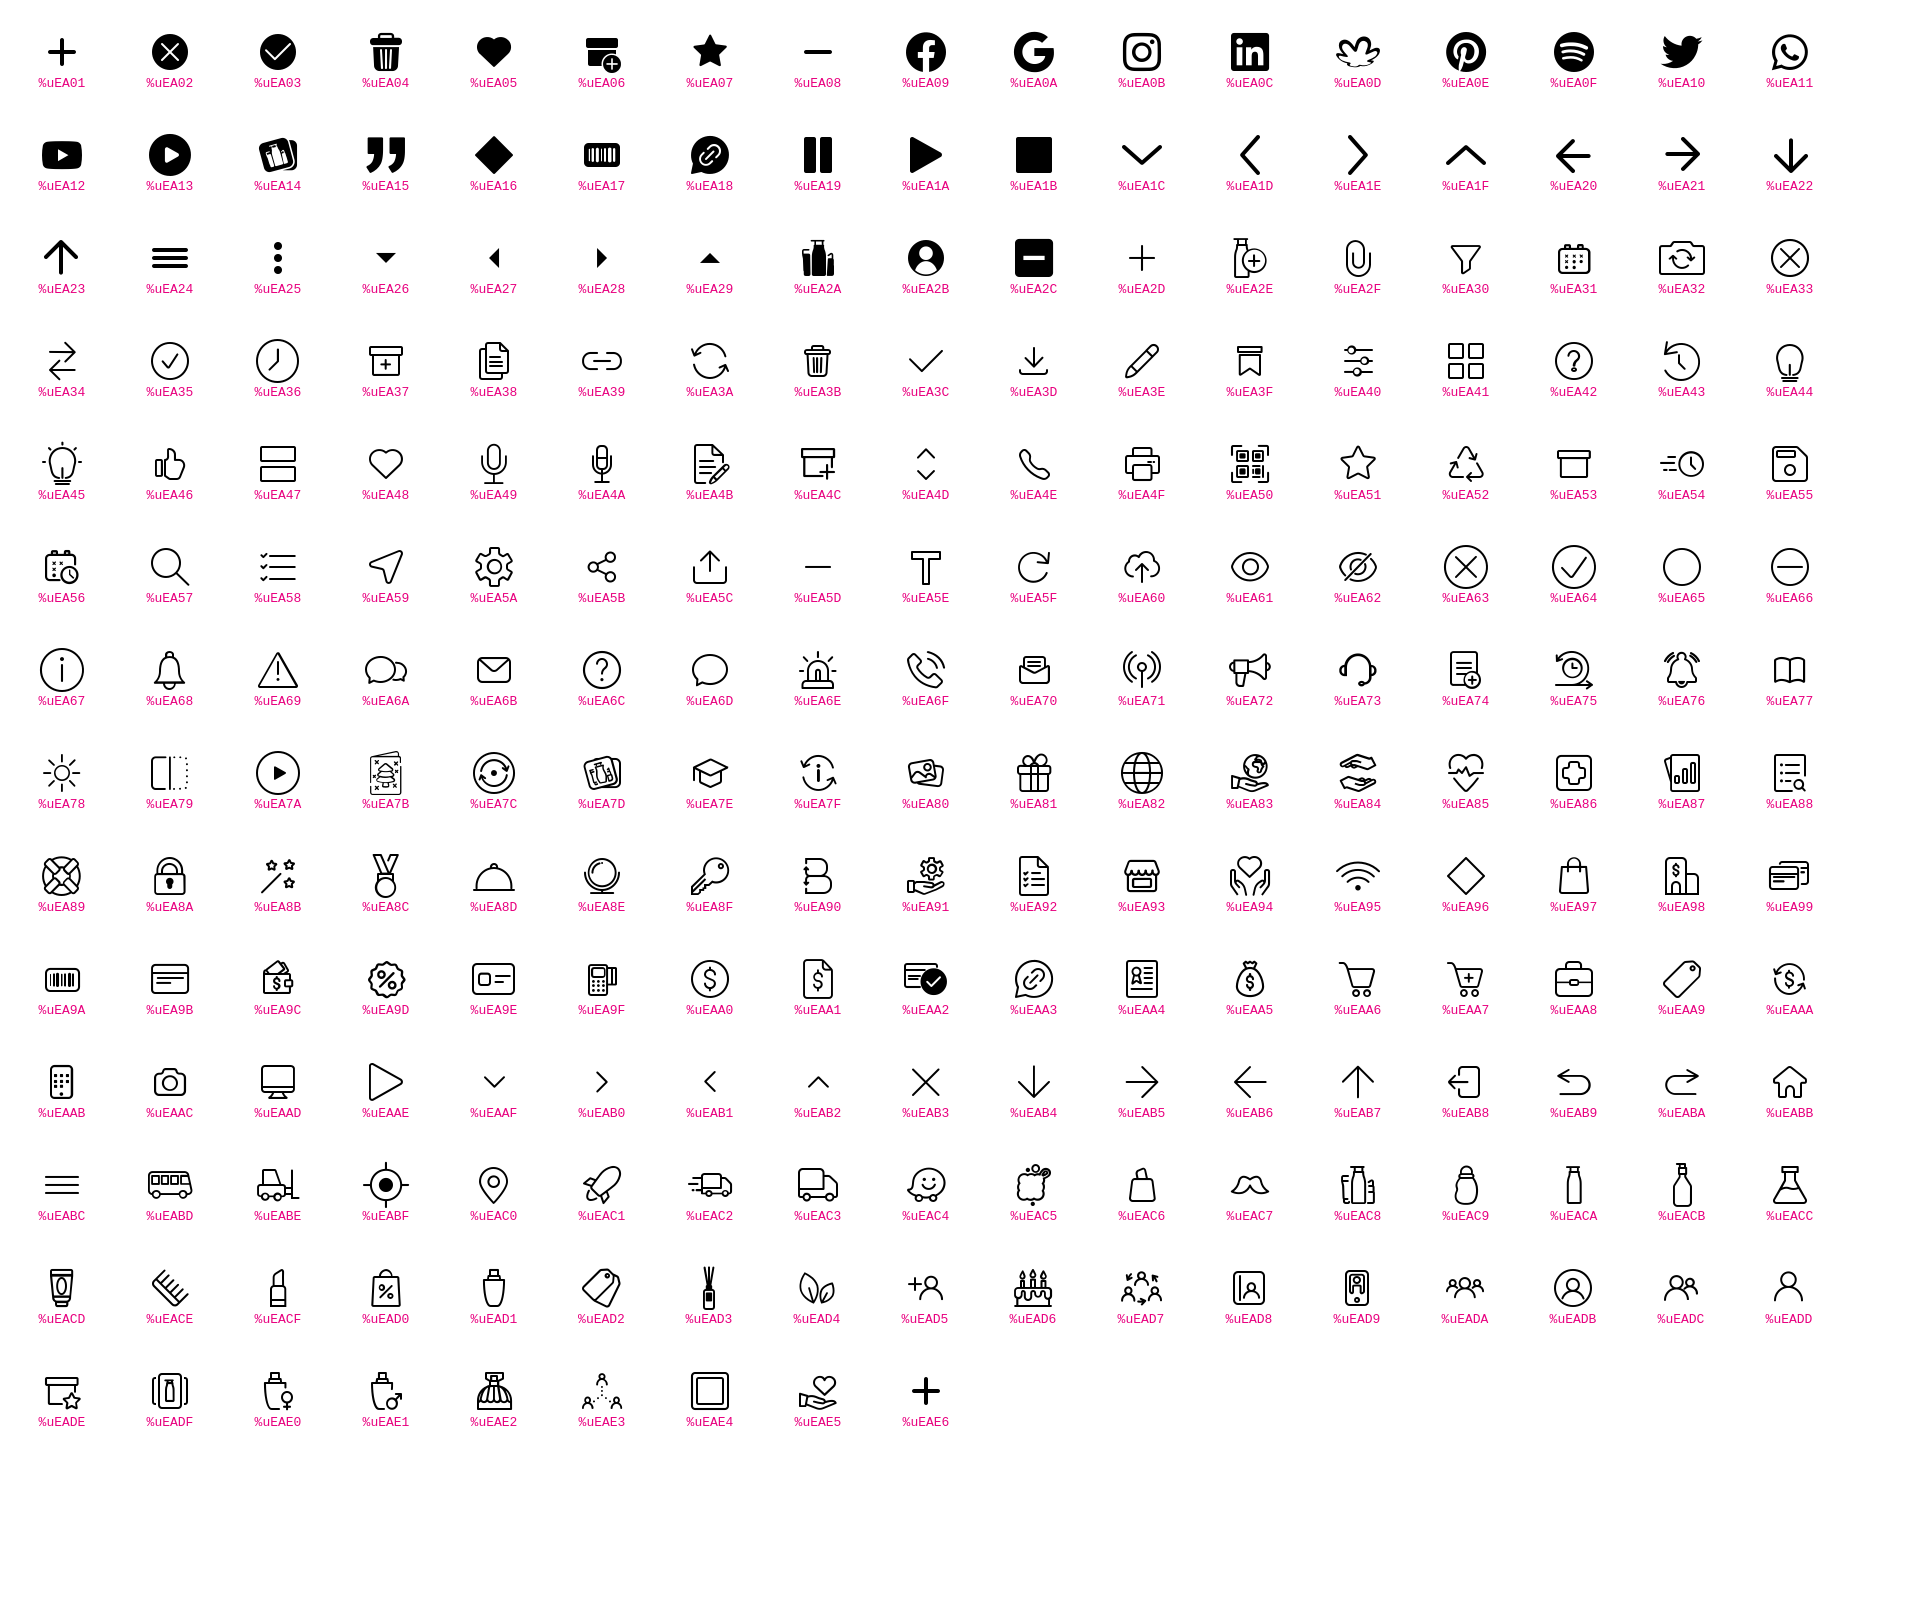 %uEA01 %uEA02 %uEA03 %uEA04 %uEA05 %uEA06 %uEA07 %uEA08 %uEA09 %uEA0A %uEA0B %uEA0C %uEA0D %uEA0E %uEA0F %uEA10 %uEA11
%uEA12 %uEA13 %uEA14 %uEA15 %uEA16 %uEA17 %uEA18 %uEA19 %uEA1A %uEA1B %uEA1C %uEA1D %uEA1E %uEA1F %uEA20 %uEA21 %uEA22
%uEA23 %uEA24 %uEA25 %uEA26 %uEA27 %uEA28 %uEA29 %uEA2A %uEA2B %uEA2C %uEA2D %uEA2E %uEA2F %uEA30 %uEA31 %uEA32 %uEA33
%uEA34 %uEA35 %uEA36 %uEA37 %uEA38 %uEA39 %uEA3A %uEA3B %uEA3C %uEA3D %uEA3E %uEA3F %uEA40 %uEA41 %uEA42 %uEA43 %uEA44
%uEA45 %uEA46 %uEA47 %uEA48 %uEA49 %uEA4A %uEA4B %uEA4C %uEA4D %uEA4E %uEA4F %uEA50 %uEA51 %uEA52 %uEA53 %uEA54 %uEA55
%uEA56 %uEA57 %uEA58 %uEA59 %uEA5A %uEA5B %uEA5C %uEA5D %uEA5E %uEA5F %uEA60 %uEA61 %uEA62 %uEA63 %uEA64 %uEA65 %uEA66
%uEA67 %uEA68 %uEA69 %uEA6A %uEA6B %uEA6C %uEA6D %uEA6E %uEA6F %uEA70 %uEA71 %uEA72 %uEA73 %uEA74 %uEA75 %uEA76 %uEA77
%uEA78 %uEA79 %uEA7A %uEA7B %uEA7C %uEA7D %uEA7E %uEA7F %uEA80 %uEA81 %uEA82 %uEA83 %uEA84 %uEA85 %uEA86 %uEA87 %uEA88
%uEA89 %uEA8A %uEA8B %uEA8C %uEA8D %uEA8E %uEA8F %uEA90 %uEA91 %uEA92 %uEA93 %uEA94 %uEA95 %uEA96 %uEA97 %uEA98 %uEA99
%uEA9A %uEA9B %uEA9C %uEA9D %uEA9E %uEA9F %uEAA0 %uEAA1 %uEAA2 %uEAA3 %uEAA4 %uEAA5 %uEAA6 %uEAA7 %uEAA8 %uEAA9 %uEAAA
%uEAAB %uEAAC %uEAAD %uEAAE %uEAAF %uEAB0 %uEAB1 %uEAB2 %uEAB3 %uEAB4 %uEAB5 %uEAB6 %uEAB7 %uEAB8 %uEAB9 %uEABA %uEABB
%uEABC %uEABD %uEABE %uEABF %uEAC0 %uEAC1 %uEAC2 %uEAC3 %uEAC4 %uEAC5 %uEAC6 %uEAC7 %uEAC8 %uEAC9 %uEACA %uEACB %uEACC
%uEACD %uEACE %uEACF %uEAD0 %uEAD1 %uEAD2 %uEAD3 %uEAD4 %uEAD5 %uEAD6 %uEAD7 %uEAD8 %uEAD9 %uEADA %uEADB %uEADC %uEADD
%uEADE %uEADF %uEAE0 %uEAE1 %uEAE2 %uEAE3 %uEAE4 %uEAE5 %uEAE6